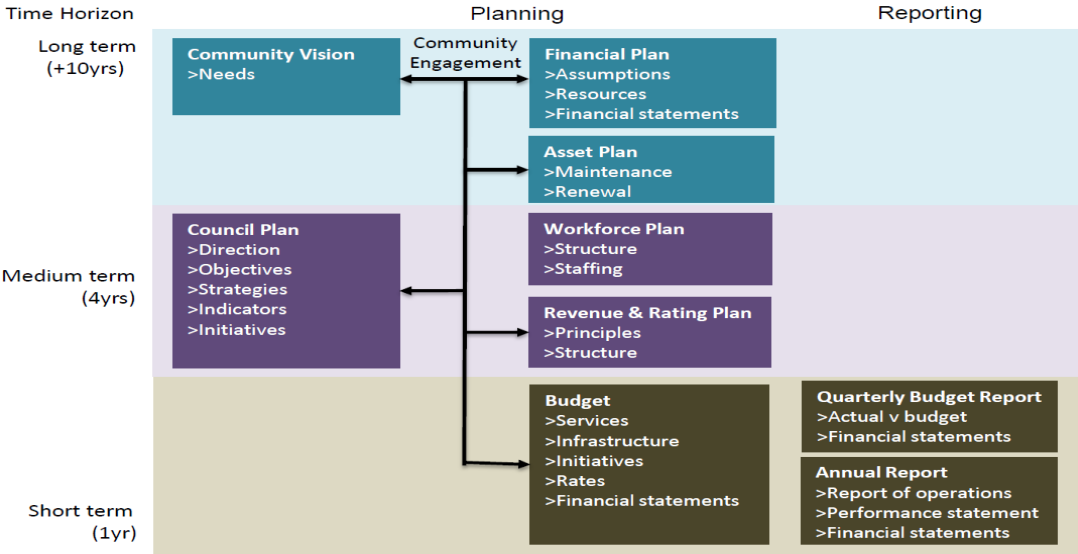 Time Horizon
Planning
Reporting
Long term
(+10yrs)
Community Vision
>Needs
Community
Engagement
Financial Plan
>Assumptions
>Resources
>Financial statements
Asset Plan
>Maintenance
>Renewal
Medium term
(4yrs)
Council Plan
>Direction
>Objectives
>Strategies
>Indicators
>Initiatives
Workforce Plan
>Structure
>Staffing
Revenue & Rating Plan
>Principles
>Structure
Short term
(1yr)
Budget
>Services
>Infrastructure
>Initiatives
>Rates
>Financial statements
Quarterly Budget Report
>Actual v budget
>Financial statements
Annual Report
>Report of operations
>Performance statement
>Financial statements